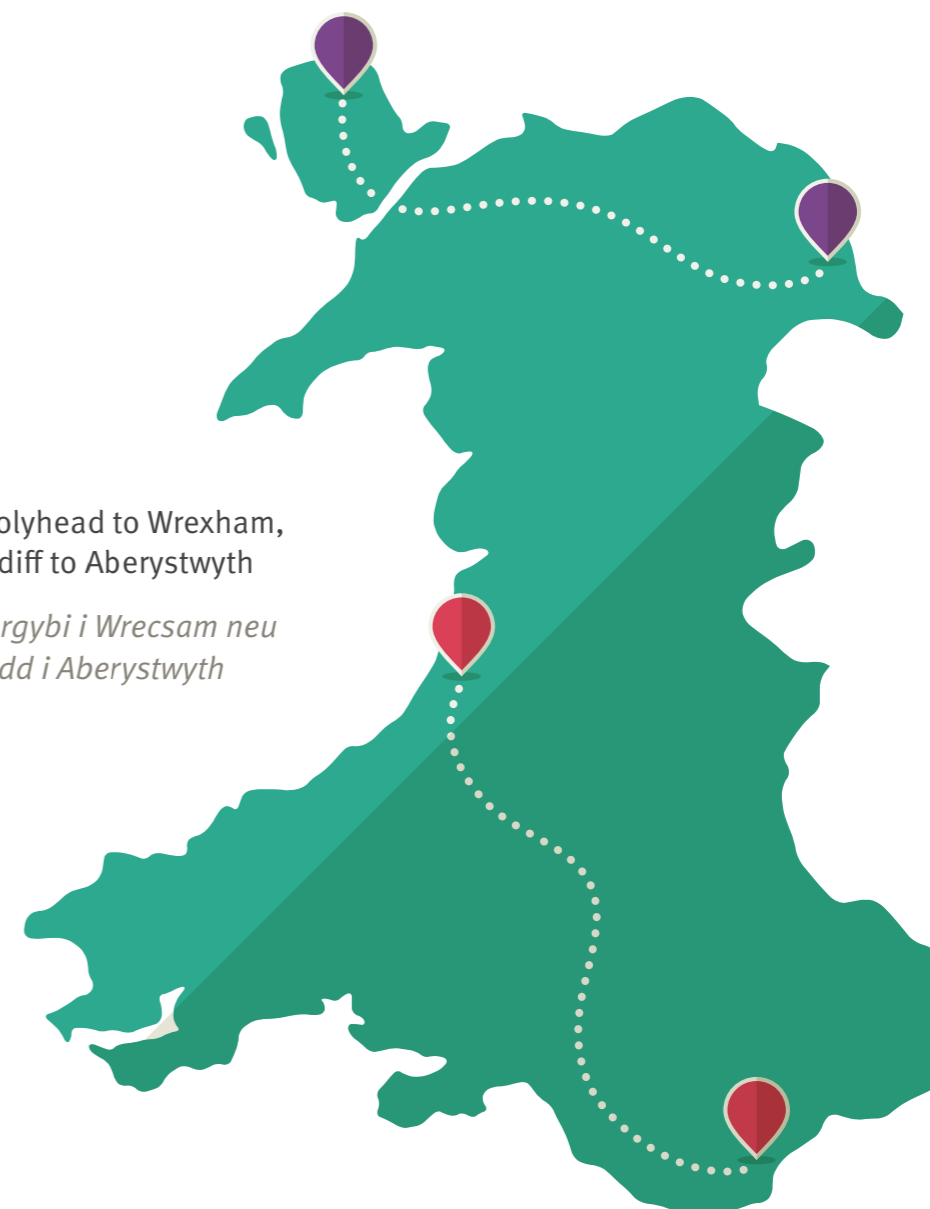 olyhead to Wrexham,
diff to Aberystwyth
rgybi i Wrecsam neu
dd i Aberystwyth